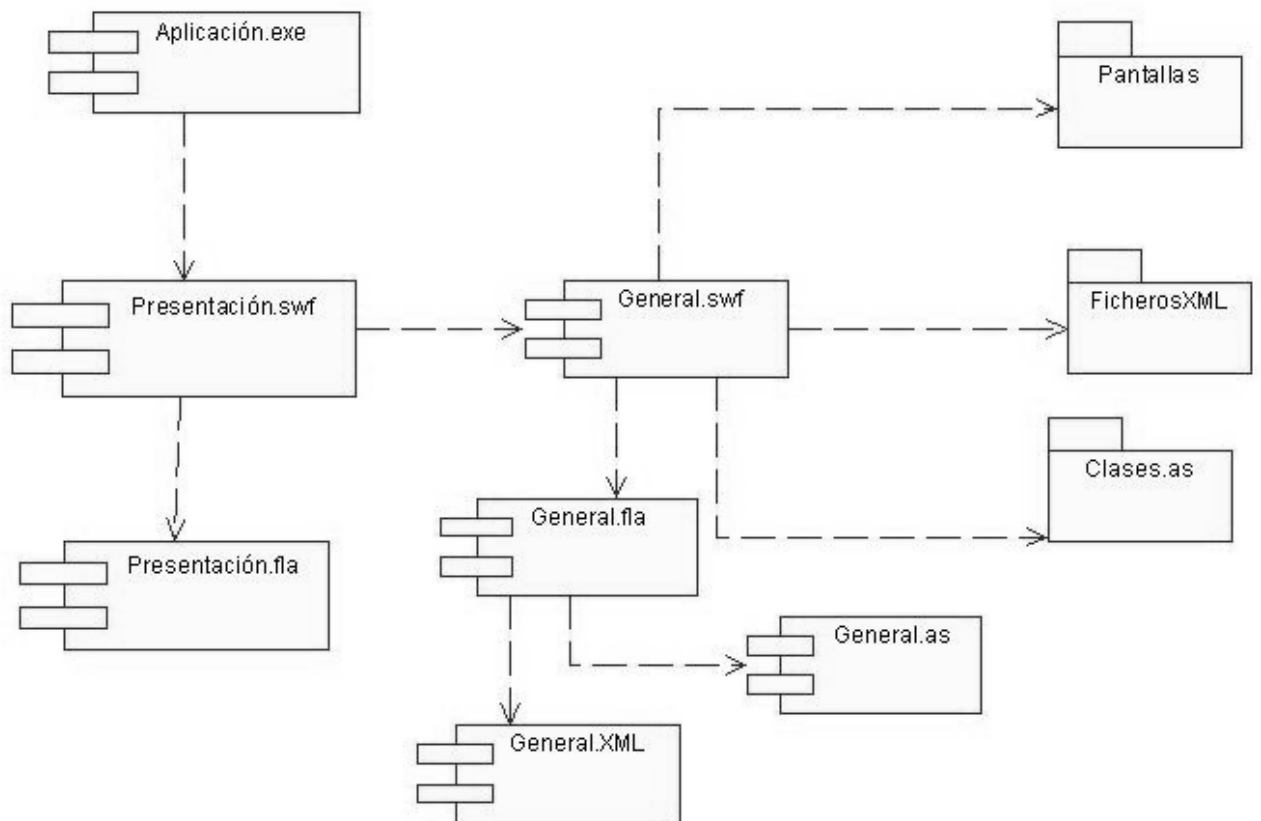 Aplicación.exe
Pantallas
Presentación.swf
General.swf
FicherosXML
Clases.as
General.fla
Presentación.fla
General.as
General.XML